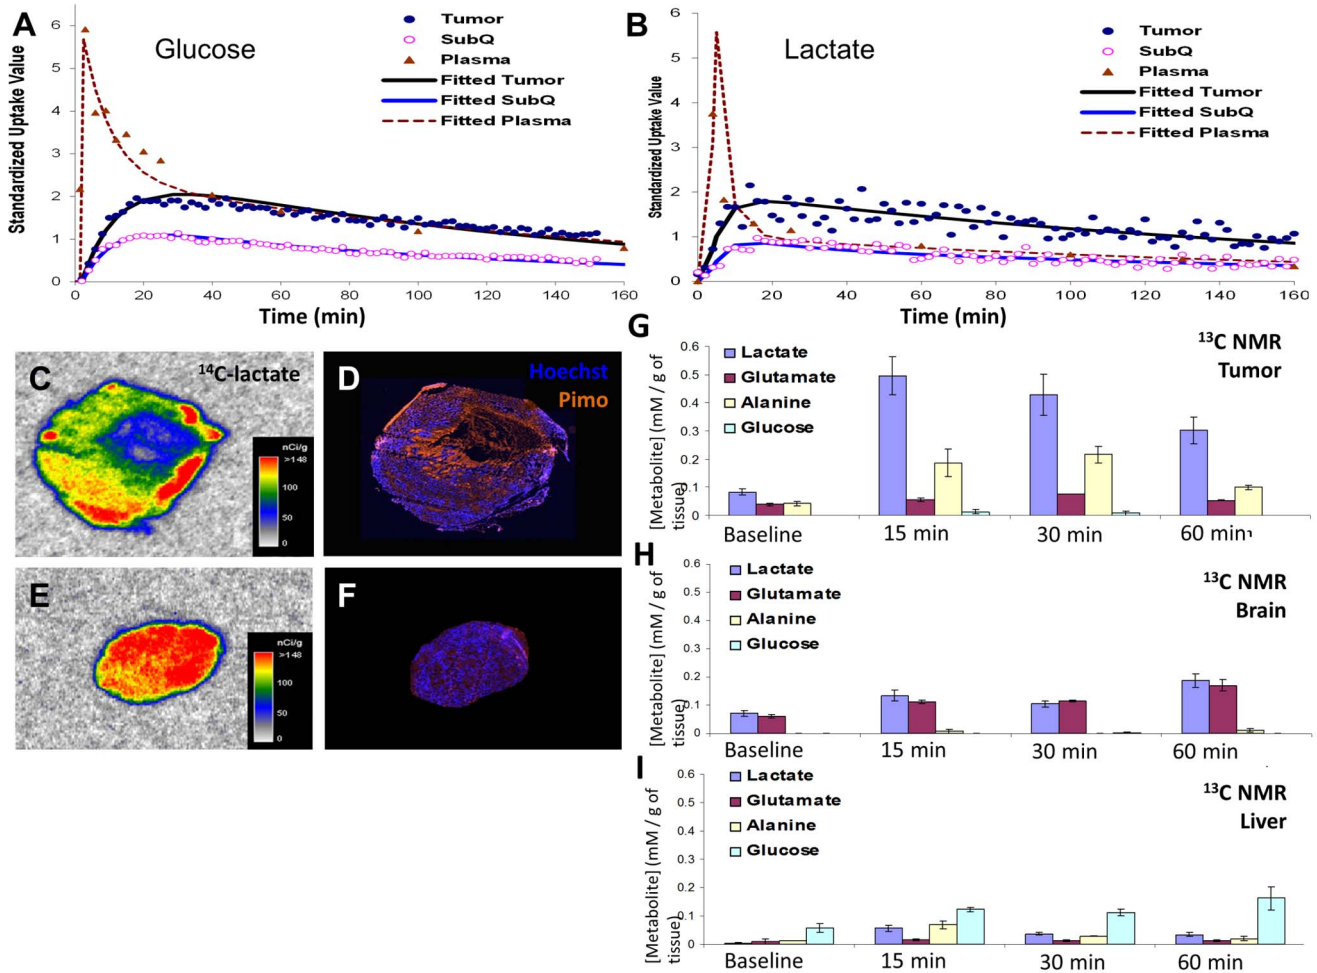 A
Glucose
Standardized Uptake Value
6
5
4
3
2
1
0
0 20 40 60 80 100 120 140 160
Time (min)
Tumor
SubQ
Plasma
Fitted Tumor
Fitted SubQ
Fitted Plasma
B
Lactate
Standardized Uptake Value
6
5
4
3
2
1
0
0 20 40 60 80 100 120 140 160
Time (min)
Tumor
SubQ
Plasma
Fitted Tumor
Fitted SubQ
Fitted Plasma
C
14C-lactate
nCi/g
>148
100
50
0
D
Hoechst
Pimo
E
nCi/g
>148
100
50
0
F
G
13C NMR
Tumor
[Metabolite] (mM / g of
tissue)
0.6
0.5
0.4
0.3
0.2
0.1
0
Lactate
Glutamate
Alanine
Glucose
Baseline 15 min 30 min 60 min
H
13C NMR
Brain
[Metabolite] (mM / g of
tissue)
0.6
0.5
0.4
0.3
0.2
0.1
0
Lactate
Glutamate
Alanine
Glucose
Baseline 15 min 30 min 60 min
I
13C NMR
Liver
[Metabolite] (mM / g of
tissue)
0.6
0.5
0.4
0.3
0.2
0.1
0
Lactate
Glutamate
Alanine
Glucose
Baseline 15 min 30 min 60 min